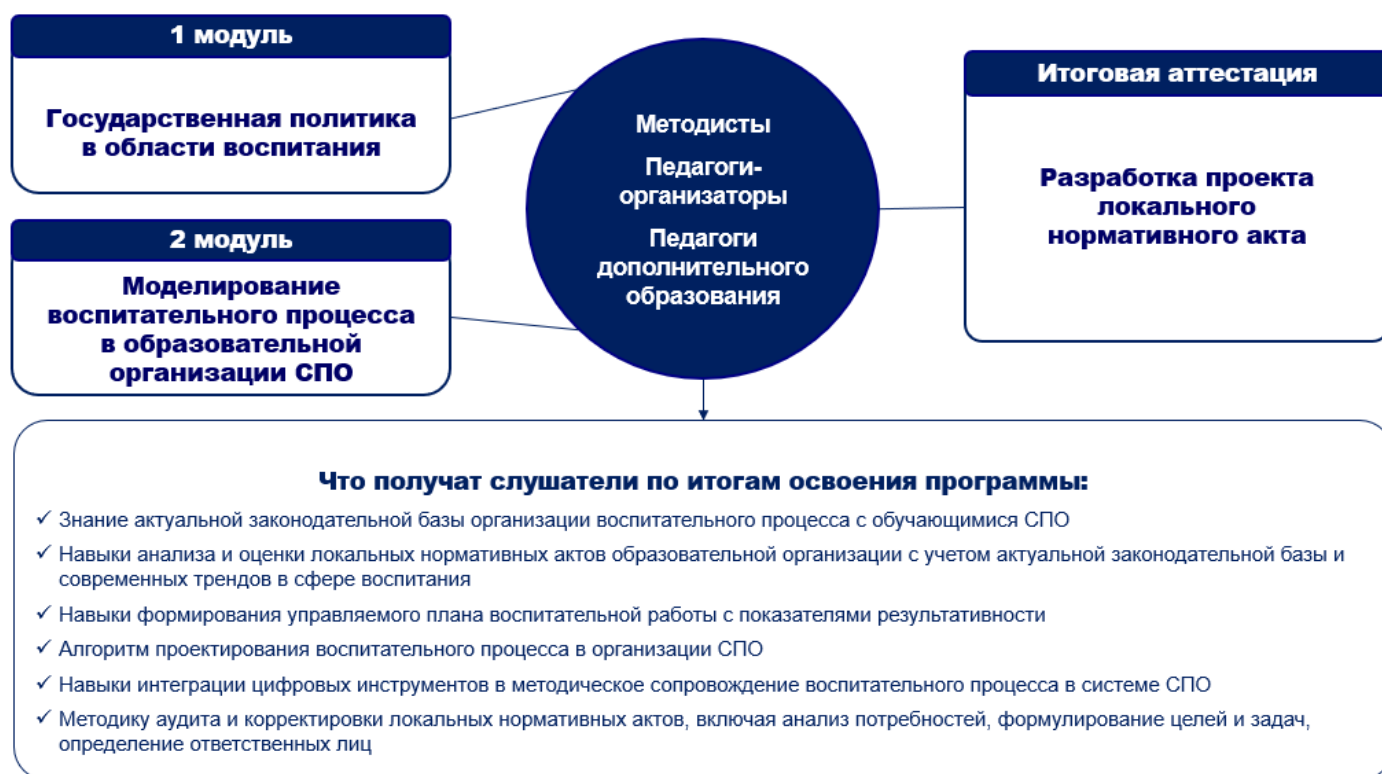 1 модуль
Государственная политика
в области воспитания
2 модуль
Моделирование
воспитательного процесса
в образовательной
организации СПО
Методисты
Педагоги-
организаторы
Педагоги
дополнительного
образования
Итоговая аттестация
Разработка проекта
локального
нормативного акта
Что получат слушатели по итогам освоения программы:
✓ Знание актуальной законодательной базы организации воспитательного процесса с обучающимися СПО
✓ Навыки анализа и оценки локальных нормативных актов образовательной организации с учетом актуальной законодательной базы и
современных трендов в сфере воспитания
✓ Навыки формирования управляемого плана воспитательной работы с показателями результативности
✓ Алгоритм проектирования воспитательного процесса в организации СПО
✓ Навыки интеграции цифровых инструментов в методическое сопровождение воспитательного процесса в системе СПО
✓ Методику аудита и корректировки локальных нормативных актов, включая анализ потребностей, формулирование целей и задач,
определение ответственных лиц